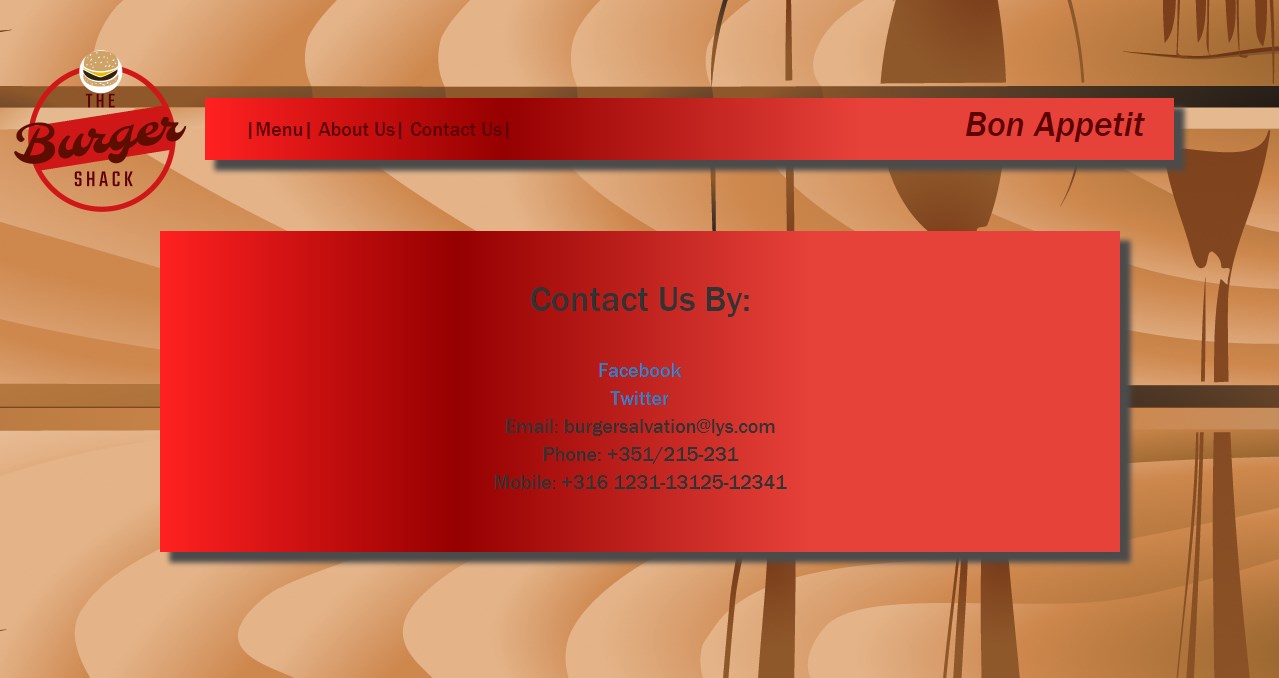 THE
Burger
SHACK
|Menu| About Us| Contact Us|
Bon Appetit
Contact Us By:
Facebook
Twitter
Email: burgersalvation@lys.com
Phone: +351/215-231
Mobile: +316 1231-13125-12341